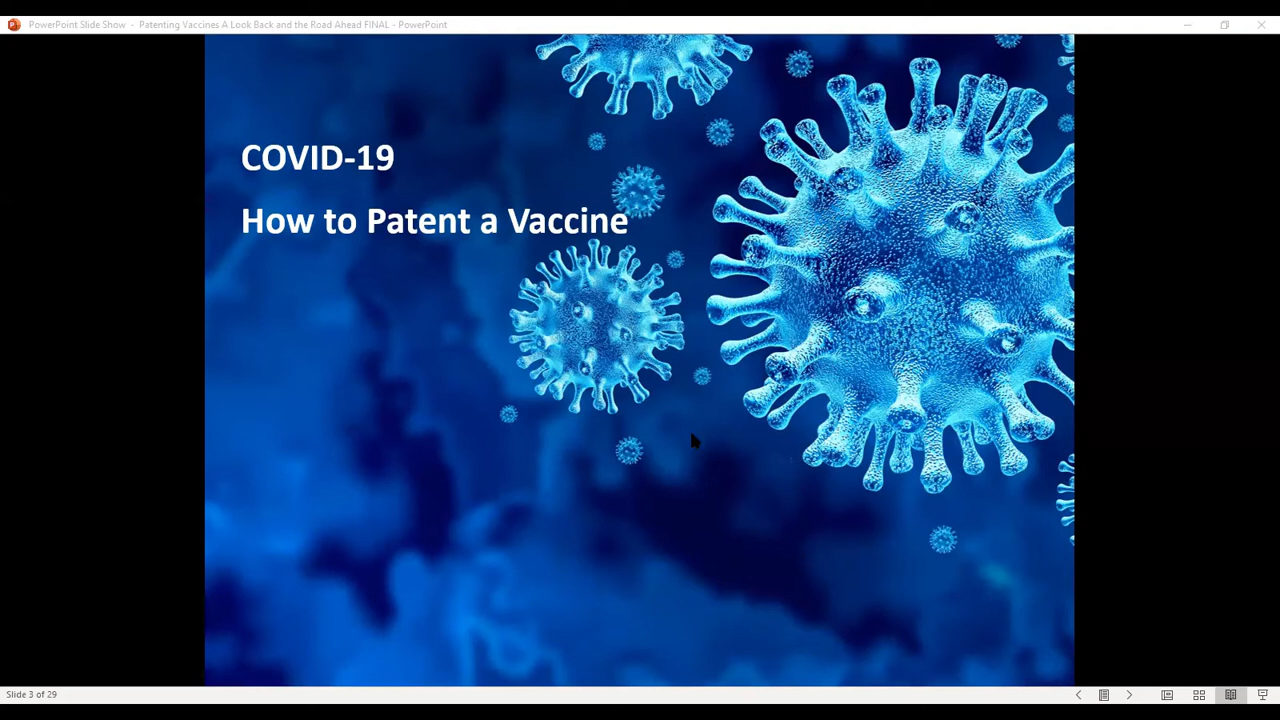 PowerPoint Slide Show - Patenting Vaccines A Look Back and the Road Ahead FINAL - PowerPoint
COVID-19
How to Patent a Vaccine
Slide 3 of 29